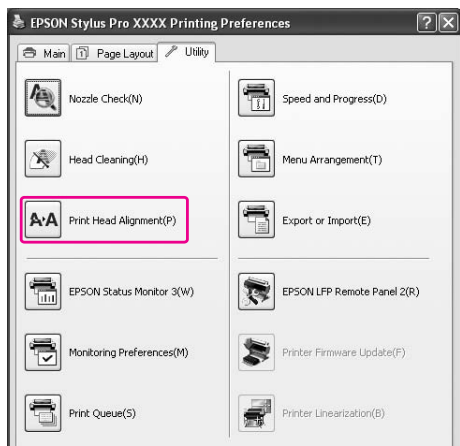 EPSON Stylus Pro XXXX Printing Preferences
Main
Page Layout
Utility
Nozzle Check(N)
Speed and Progress(D)
Head Cleaning(H)
Menu Arrangement(T)
A·A Print Head Alignment(P)
Export or Import(E)
EPSON Status Monitor 3(W)
EPSON LFP Remote Panel 2(R)
Monitoring Preferences(M)
Printer Firmware Update(F)
Print Queue(S)
Printer Linearization(B)